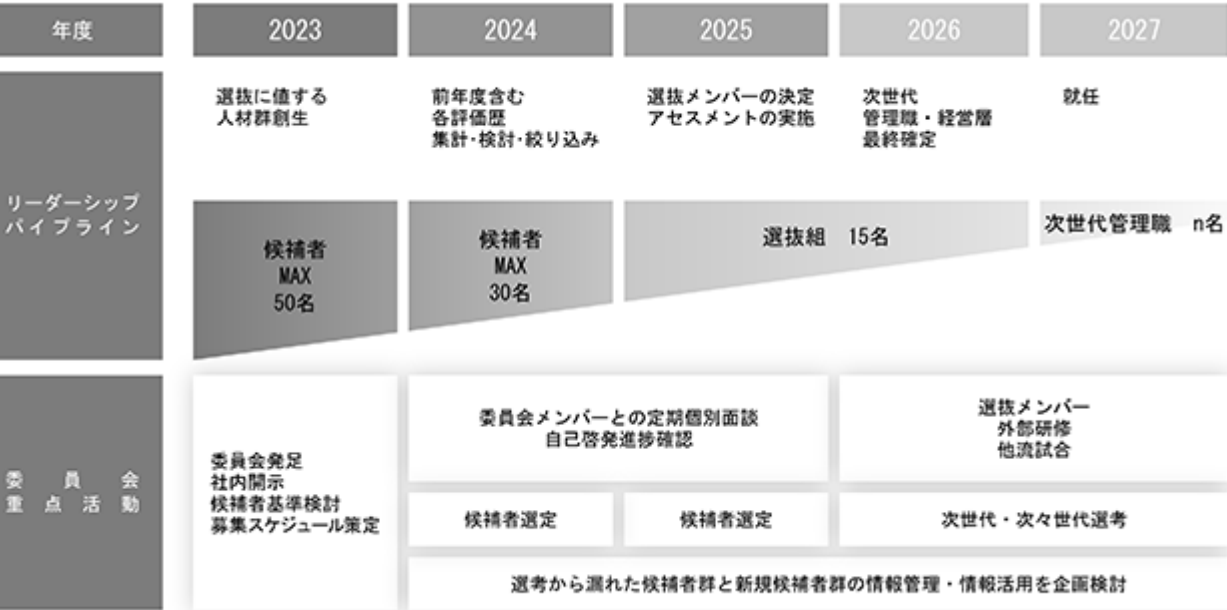 年度
2023
2024
2025
2026
2027
リーダーシップ
パイプライン
選抜に値する
人材群創生
前年度含む
各評価歴
集計・検討・絞り込み
選抜メンバーの決定
アセスメントの実施
次世代
管理職・経営層
最終確定
就任
候補者
MAX
50名
候補者
MAX
30名
選抜組 15名
次世代管理職 n名
委員会
重点活動
委員会発足
社内開示
候補者基準検討
募集スケジュール策定
委員会メンバーとの定期個別面談
自己啓発進捗確認
選抜メンバー
外部研修
他流試合
候補者選定
候補者選定
次世代・次々世代選考
選考から漏れた候補者群と新規候補者群の情報管理・情報活用を企画検討